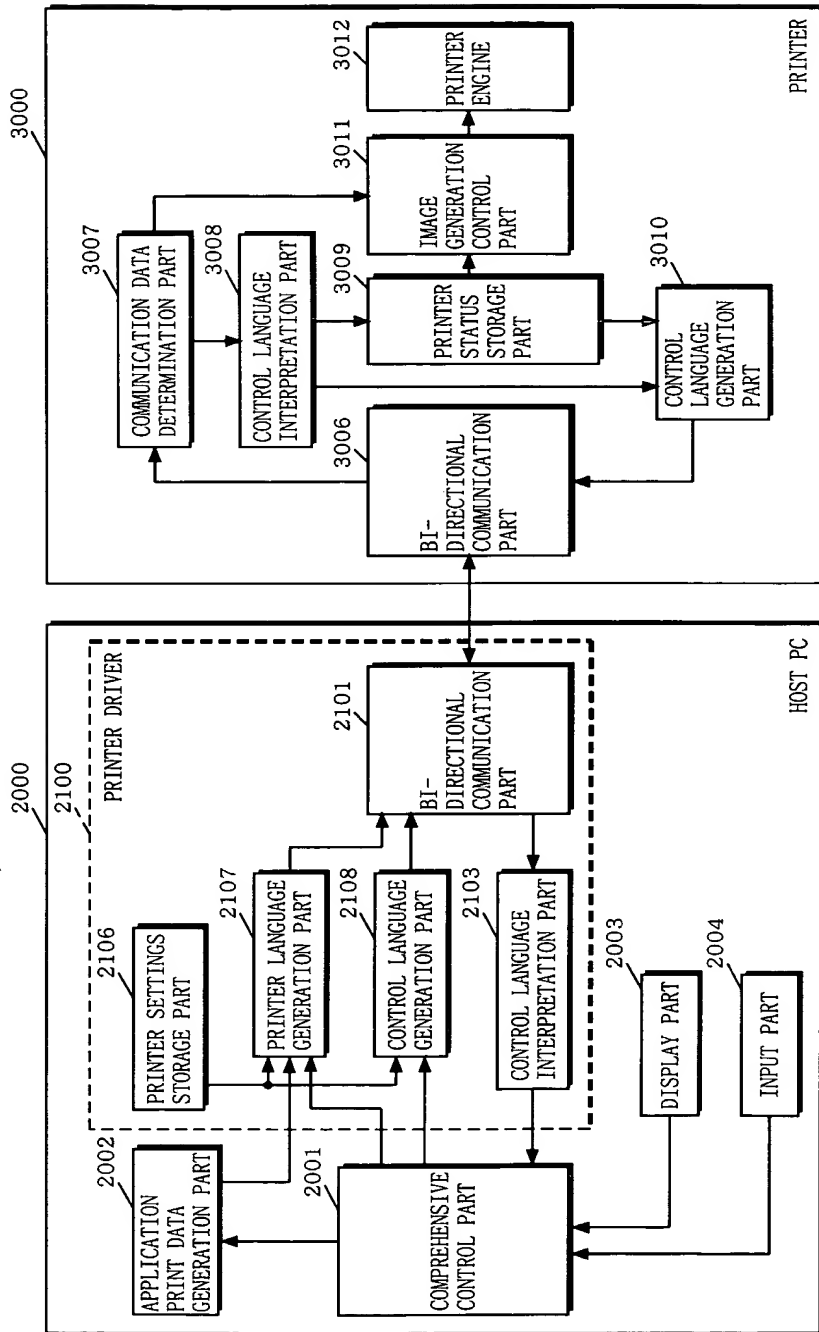 2000
2100
PRINTER DRIVER
2106
PRINTER SETTINGS
STORAGE PART
2002
APPLICATION
PRINT DATA
GENERATION PART
2107
PRINTER LANGUAGE
GENERATION PART
2001
COMPREHENSIVE
CONTROL PART
2108
CONTROL LANGUAGE
GENERATION PART
2101
BI-
DIRECTIONAL
COMMUNICATION
PART
2103
CONTROL LANGUAGE
INTERPRETATION PART
2003
DISPLAY PART
2004
INPUT PART
HOST PC
3000
3007
COMMUNICATION DATA
DETERMINATION PART
3008
CONTROL LANGUAGE
INTERPRETATION PART
3006
BI-
DIRECTIONAL
COMMUNICATION
PART
3009
PRINTER
STATUS
STORAGE
PART
3011
IMAGE
GENERATION
CONTROL
PART
3012
PRINTER
ENGINE
3010
CONTROL
LANGUAGE
GENERATION
PART
PRINTER